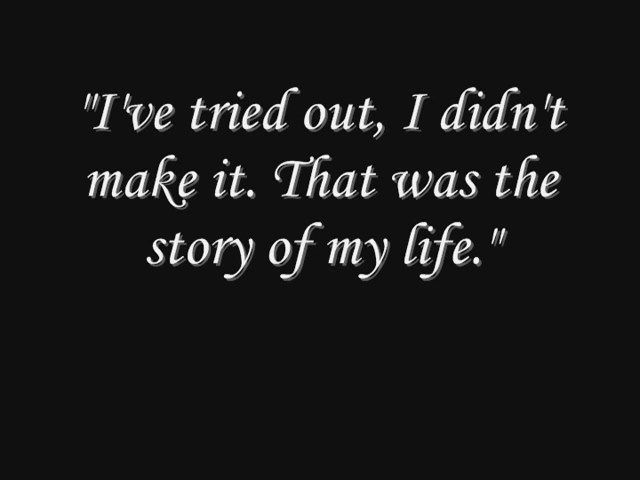 "I've tried out, I didn't
make it. That was the
story of my life."